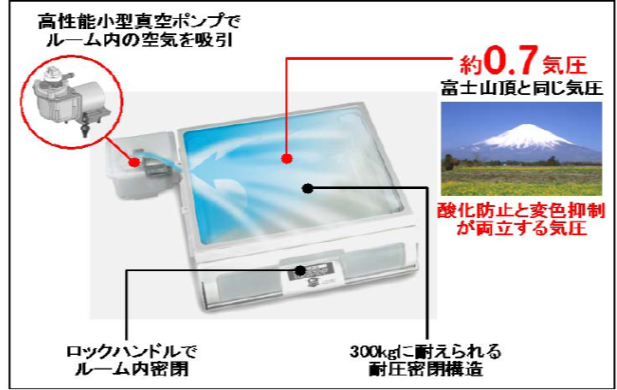 高性能小型真空ポンプで
ルーム内の空気を吸引
約0.7気圧
富士山頂と同じ気圧
酸化防止と変色抑制
が両立する気圧
ロックハンドルで
ルーム内密閉
300kgに耐えられる
耐圧密閉構造